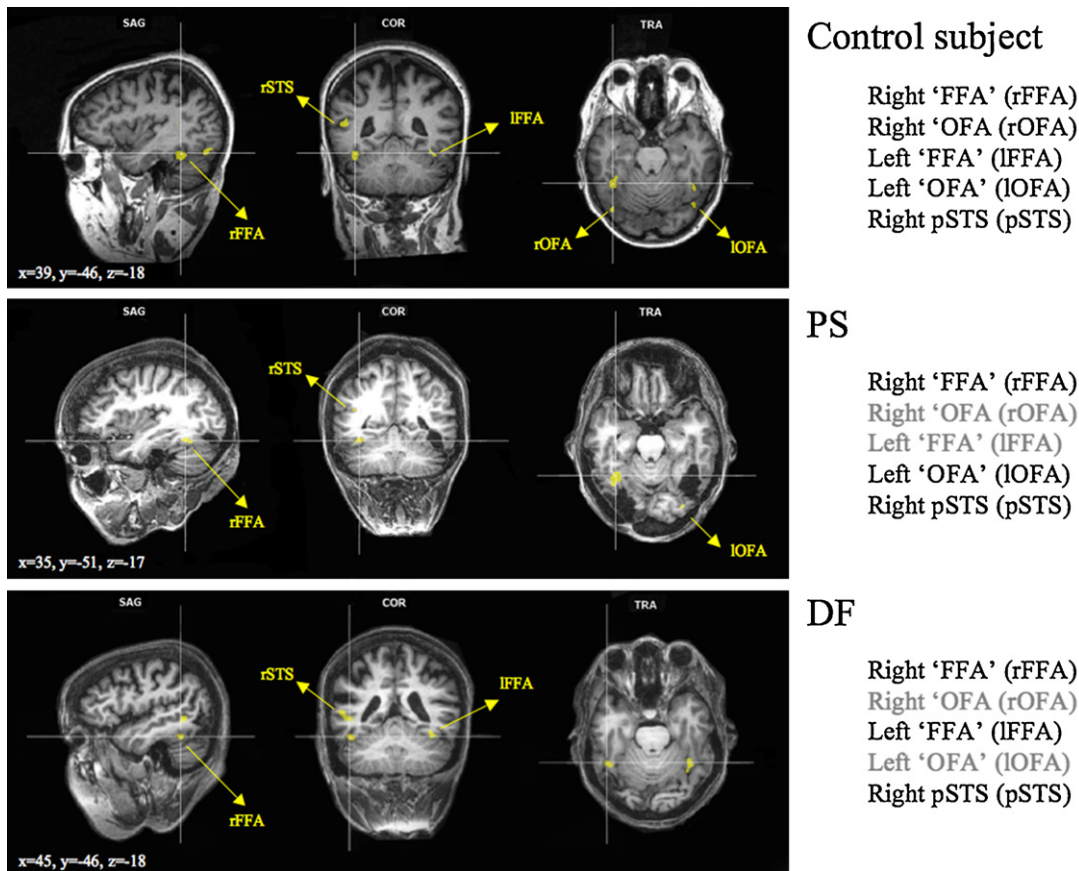 SAG COR TRA
rSTS
lFFA
rFFA
rOFA
lOFA
x=39, y=-46, z=-18
Control subject
Right ‘FFA’ (rFFA)
Right ‘OFA (rOFA)
Left ‘FFA’ (lFFA)
Left ‘OFA’ (lOFA)
Right pSTS (pSTS)
SAG COR TRA
rSTS
rFFA
lOFA
x=35, y=-51, z=-17
PS
Right ‘FFA’ (rFFA)
Right ‘OFA (rOFA)
Left ‘FFA’ (lFFA)
Left ‘OFA’ (lOFA)
Right pSTS (pSTS)
SAG COR TRA
rSTS
lFFA
rFFA
x=45, y=-46, z=-18
DF
Right ‘FFA’ (rFFA)
Right ‘OFA (rOFA)
Left ‘FFA’ (lFFA)
Left ‘OFA’ (lOFA)
Right pSTS (pSTS)